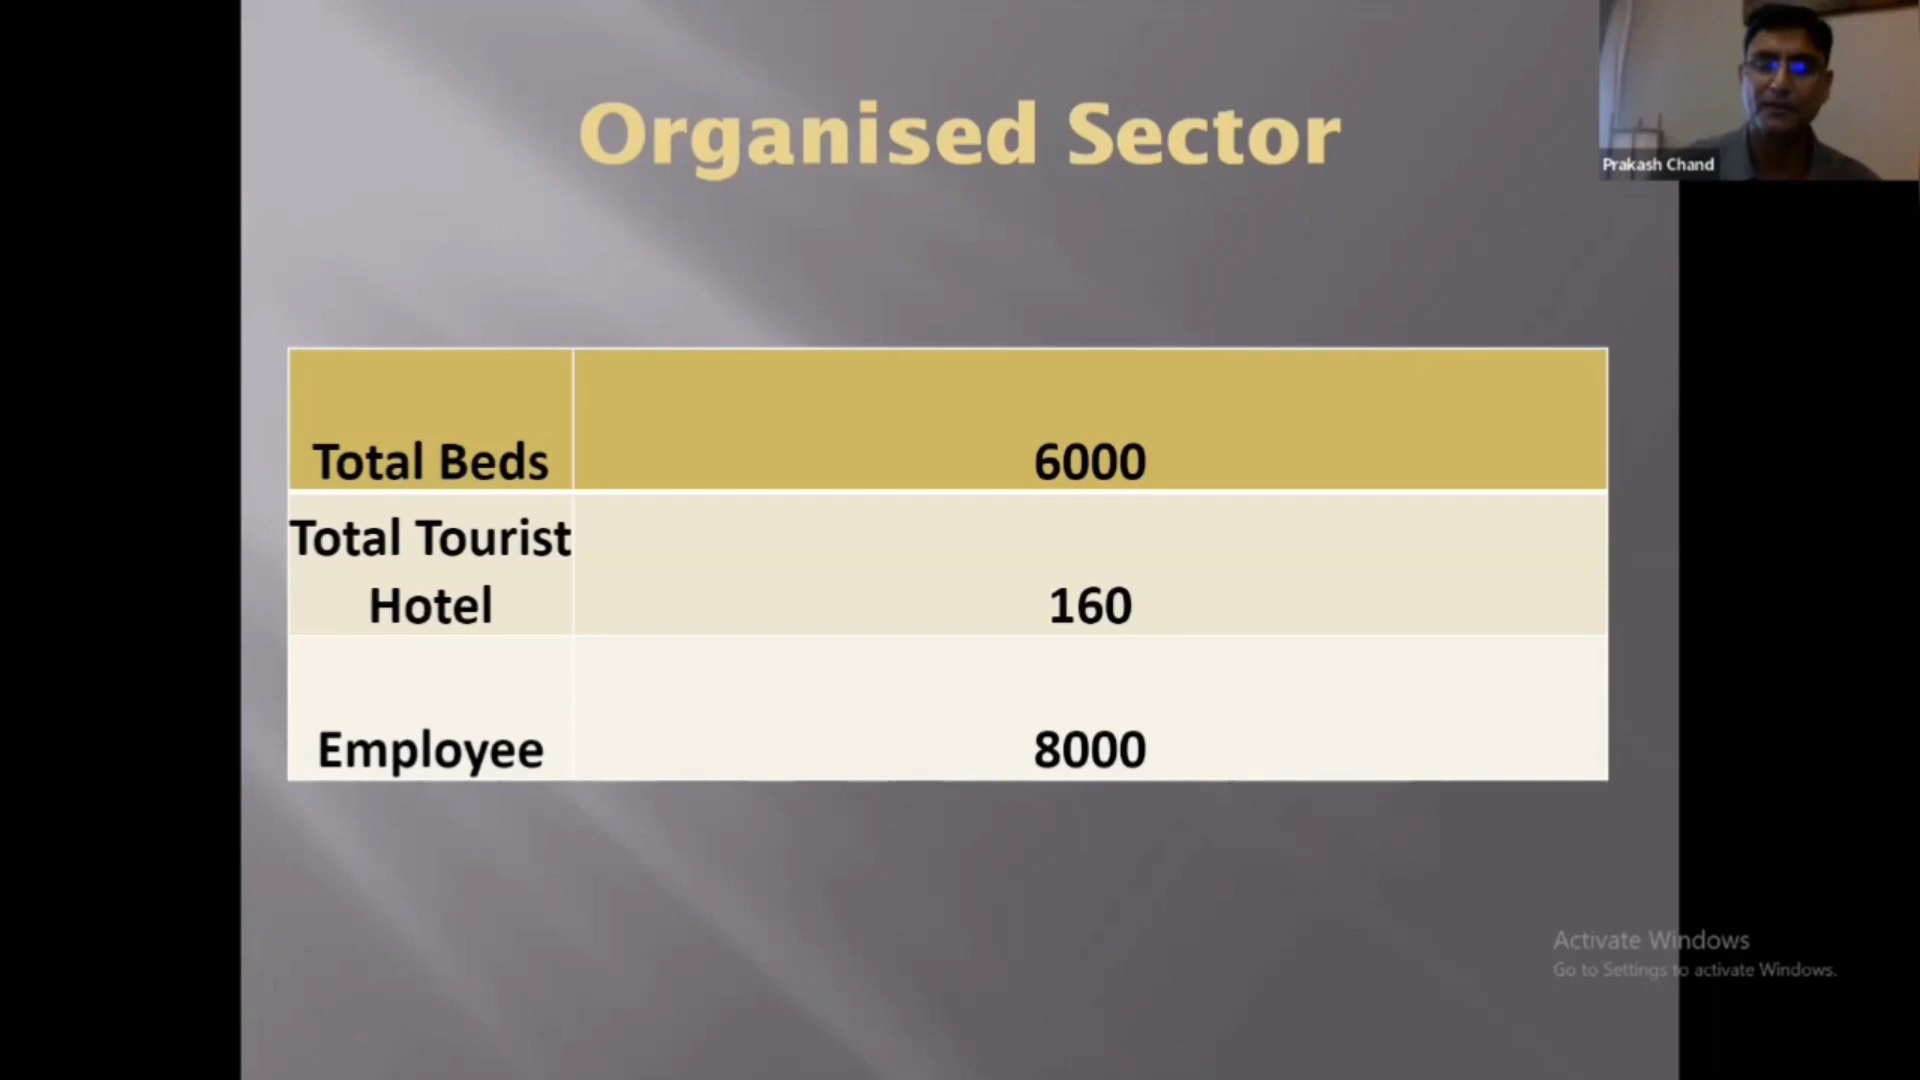 Organised Sector
Prakash Chand
Total Beds 6000
Total Tourist
Hotel 160
Employee 8000
Activate Windows
Go to Settings to activate Windows.